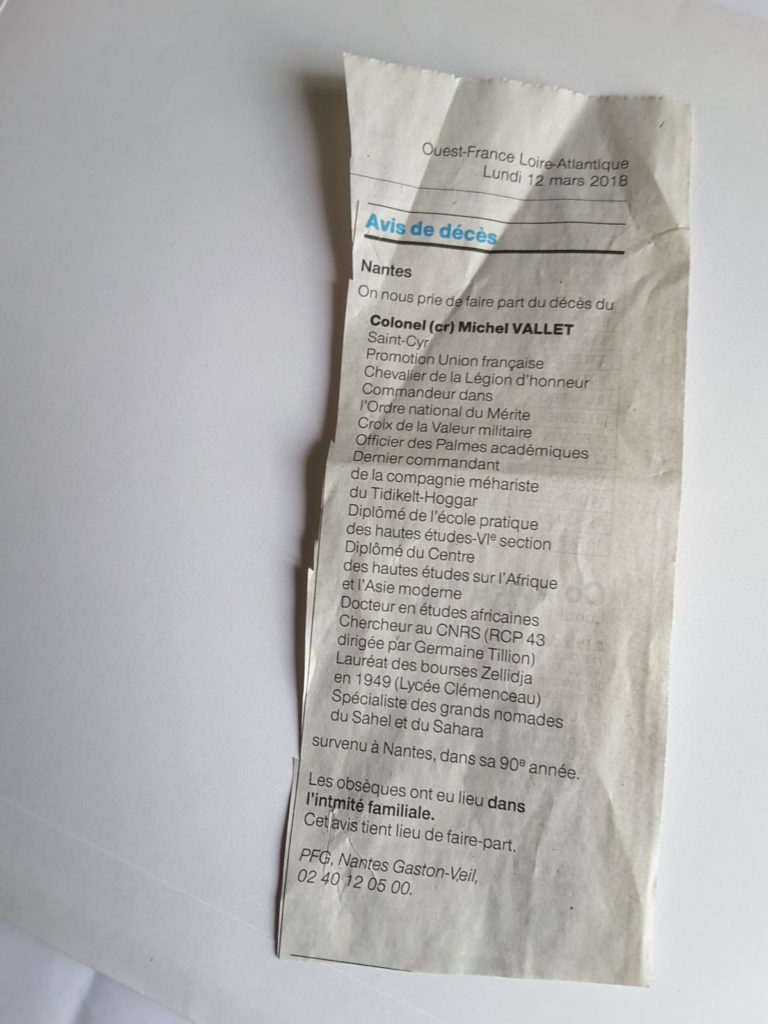 Ouest-France Loire-Atlantique
Lundi 12 mars 2018
Avis de décès
Nantes
On nous prie de faire part du décès du
Colonel (cr) Michel VALLET
Saint-Cyr
Promotion Union française
Chevalier de la Légion d'honneur
Commandeur dans
l'Ordre national du Mérite
Croix de la Valeur militaire
Officier des Palmes académiques
Dernier commandant
de la compagnie méhariste
du Tidikelt-Hoggar
Diplômé de l'école pratique
des hautes études-VIe section
Diplômé du Centre
des hautes études sur l'Afrique
et l'Asie moderne
Docteur en études africaines
Chercheur au CNRS (RCP 43
dirigée par Germaine Tillion)
Lauréat des bourses Zellidja
en 1949 (Lycée Clémenceau)
Spécialiste des grands nomades
du Sahel et du Sahara
survenu à Nantes, dans sa 90e année.
Les obsèques ont eu lieu dans
l'intmité familiale.
Cet avis tient lieu de faire-part.
PFG, Nantes Gaston-Veil,
02 40 12 05 00.